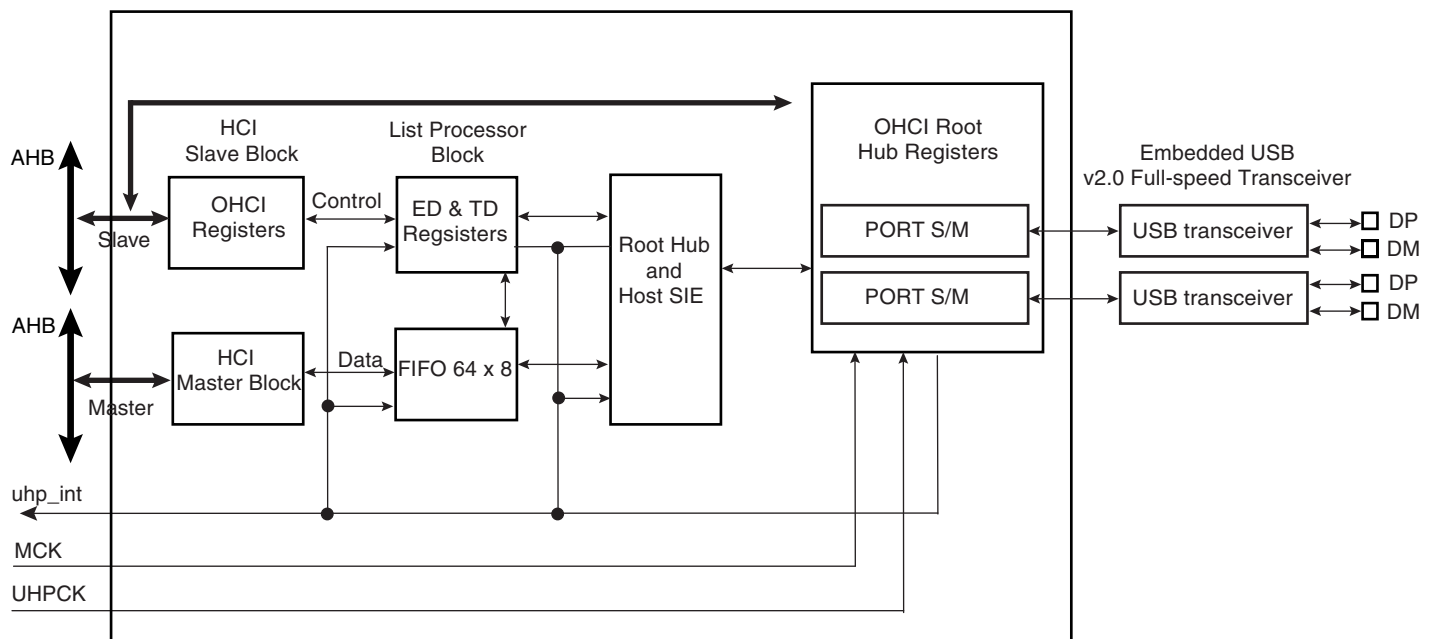 HCI
Slave Block
List Processor
Block
OHCI Root
Hub Registers
Embedded USB
v2.0 Full-speed Transceiver
AHB
Slave
OHCI
Registers
Control
ED & TD
Regsisters
Root Hub
and
Host SIE
PORT S/M
PORT S/M
USB transceiver
DP
DM
USB transceiver
DP
DM
AHB
Master
HCI
Master Block
Data
FIFO 64 x 8
uhp_int
MCK
UHPCK